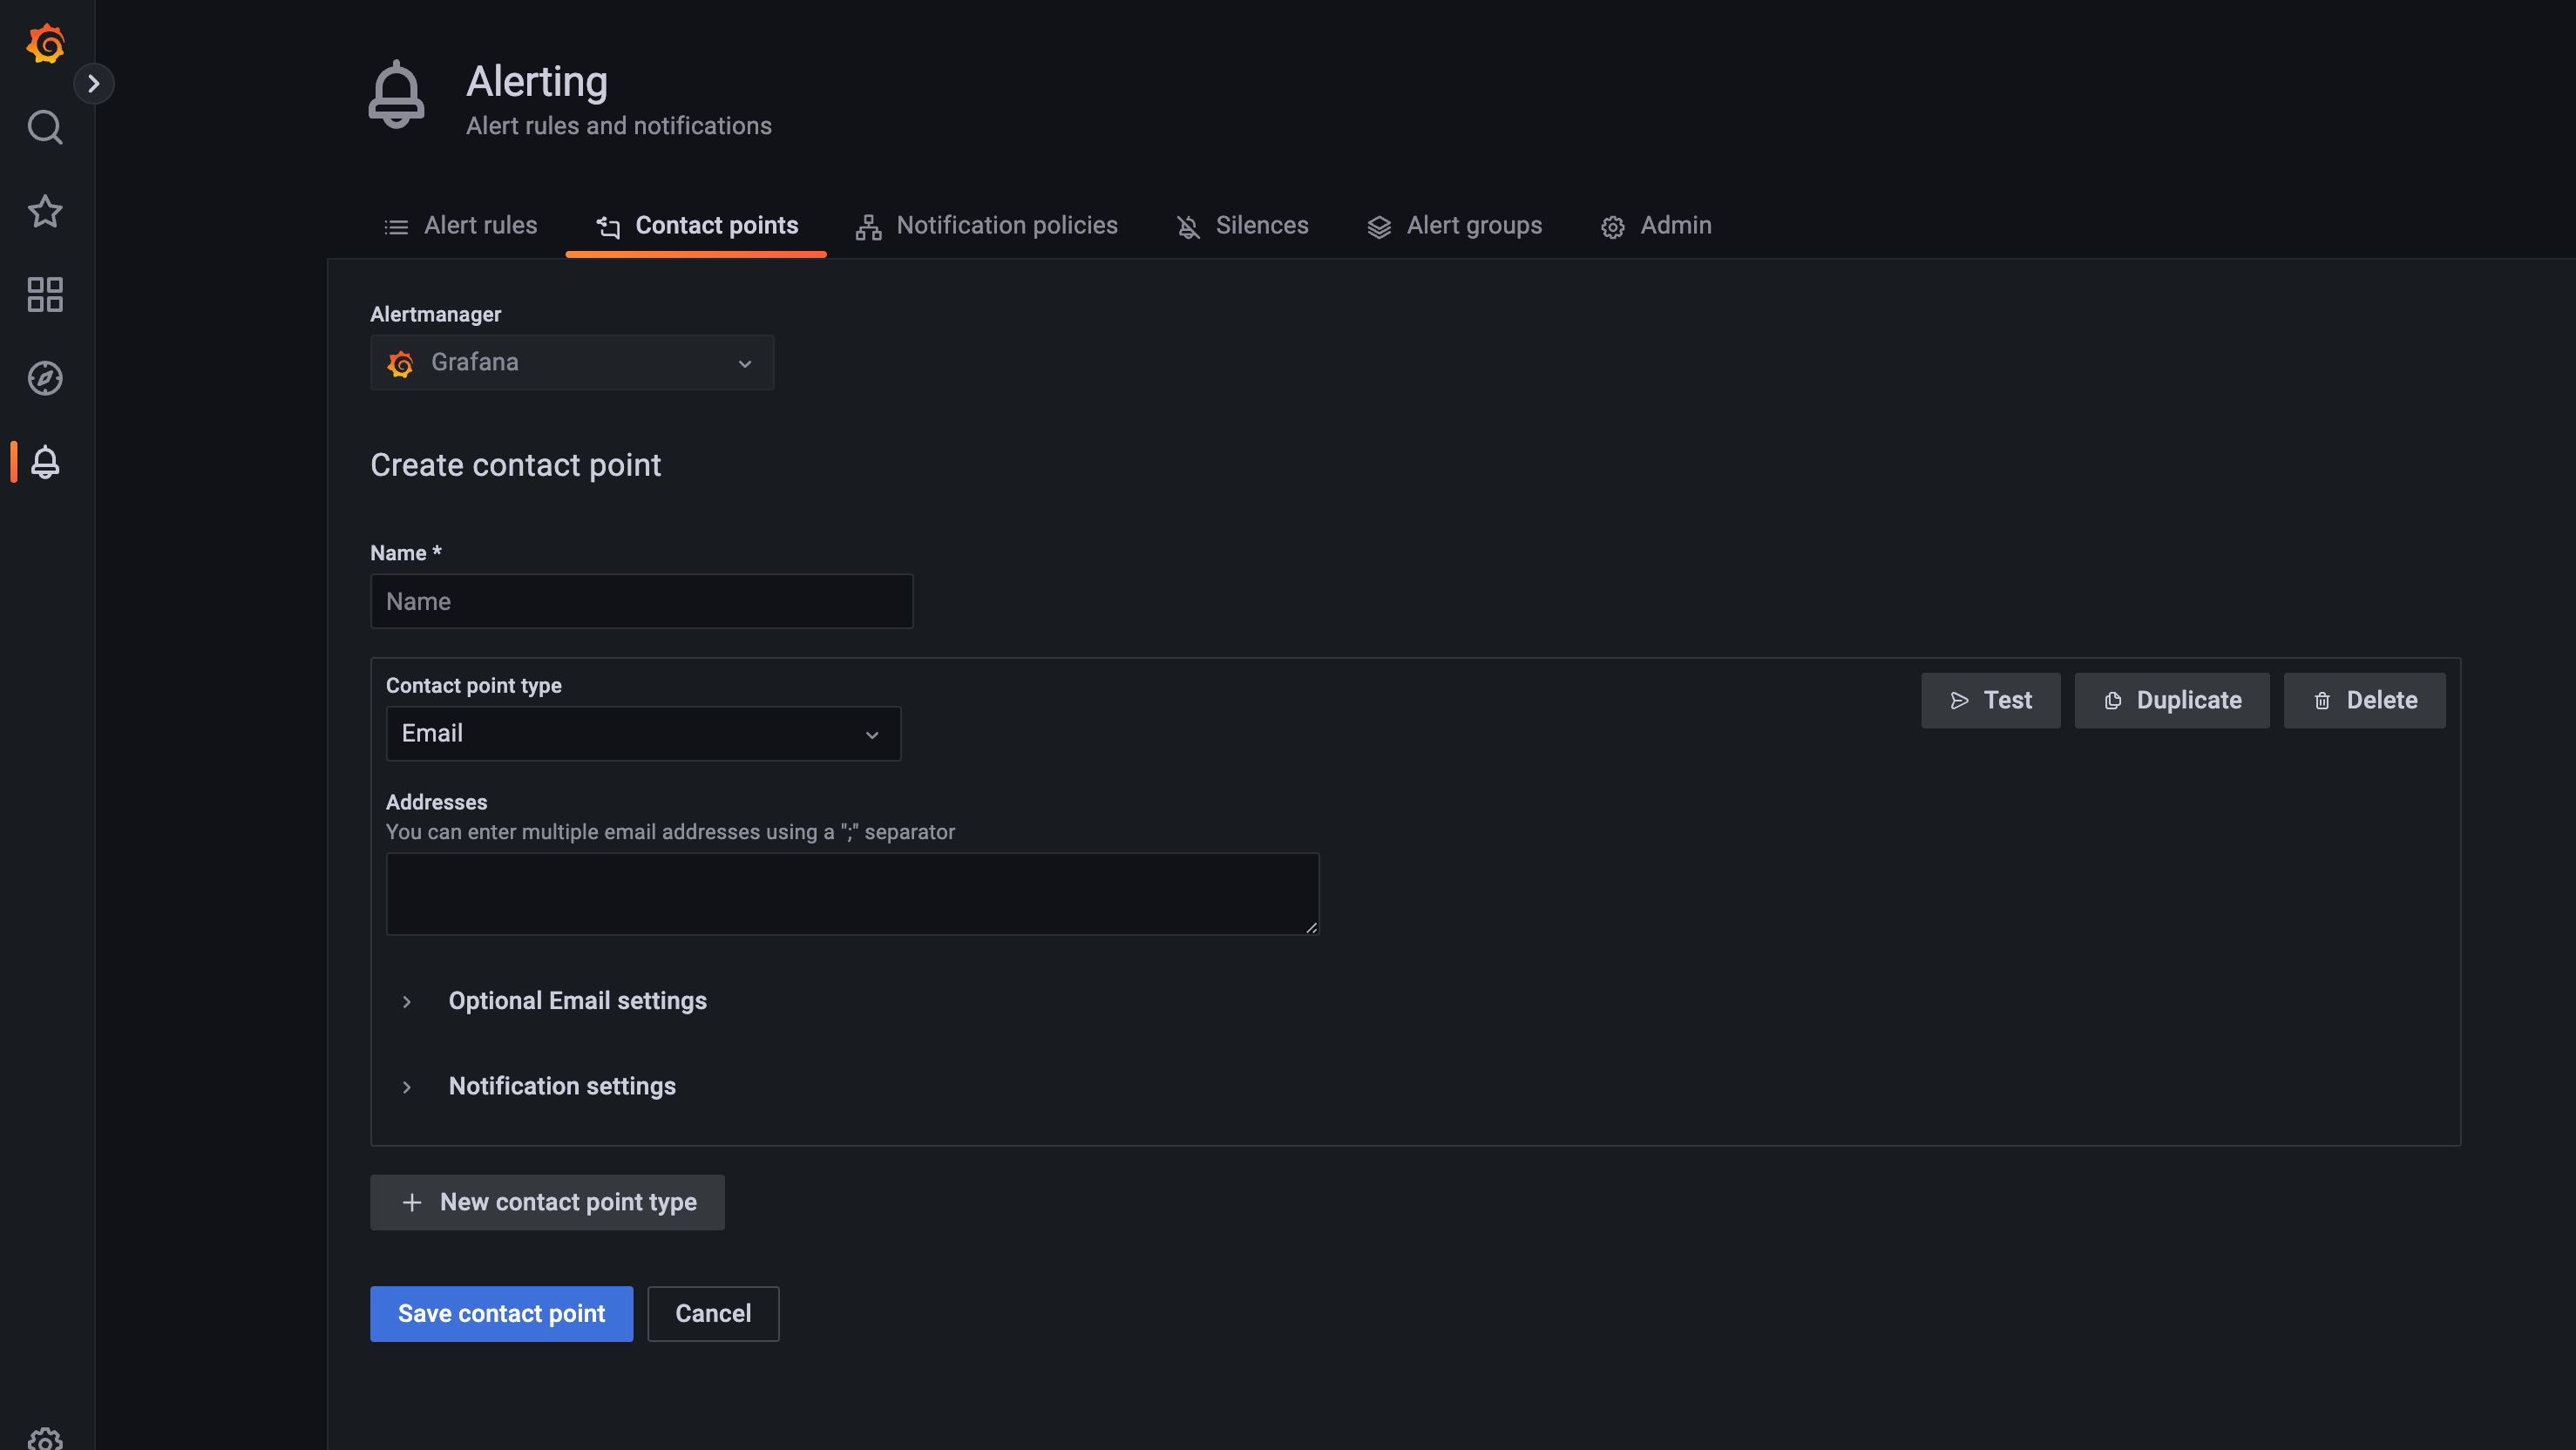 Alerting
Alert rules and notifications
Alert rules
Contact points
Notification policies
Silences
Alert groups
Admin
Alertmanager
Grafana
Create contact point
Name *
Name
Contact point type
Test
Duplicate
Delete
Email
Addresses
You can enter multiple email addresses using a ";" separator
Optional Email settings
Notification settings
New contact point type
Save contact point
Cancel